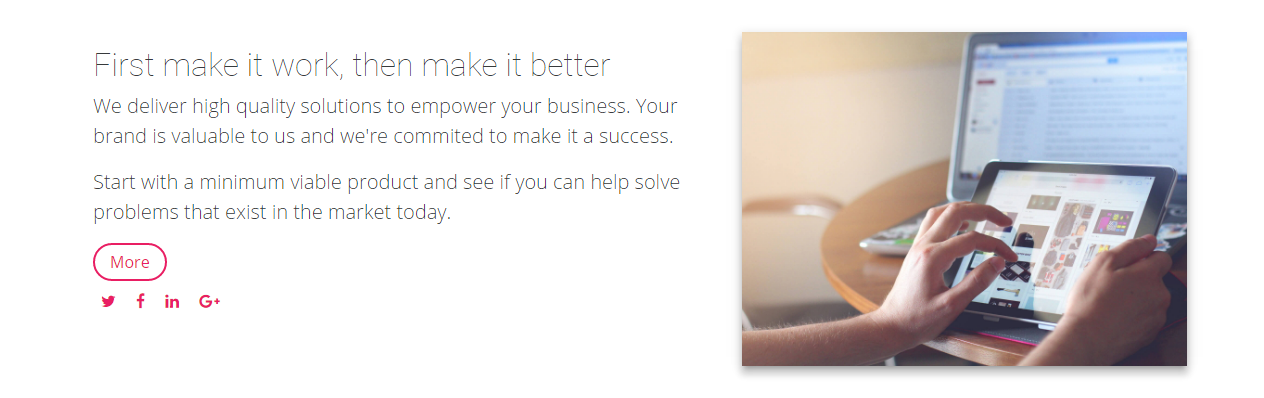 First make it work, then make it better
We deliver high quality solutions to empower your business. Your
brand is valuable to us and we're commited to make it a success.
Start with a minimum viable product and see if you can help solve
problems that exist in the market today.
More